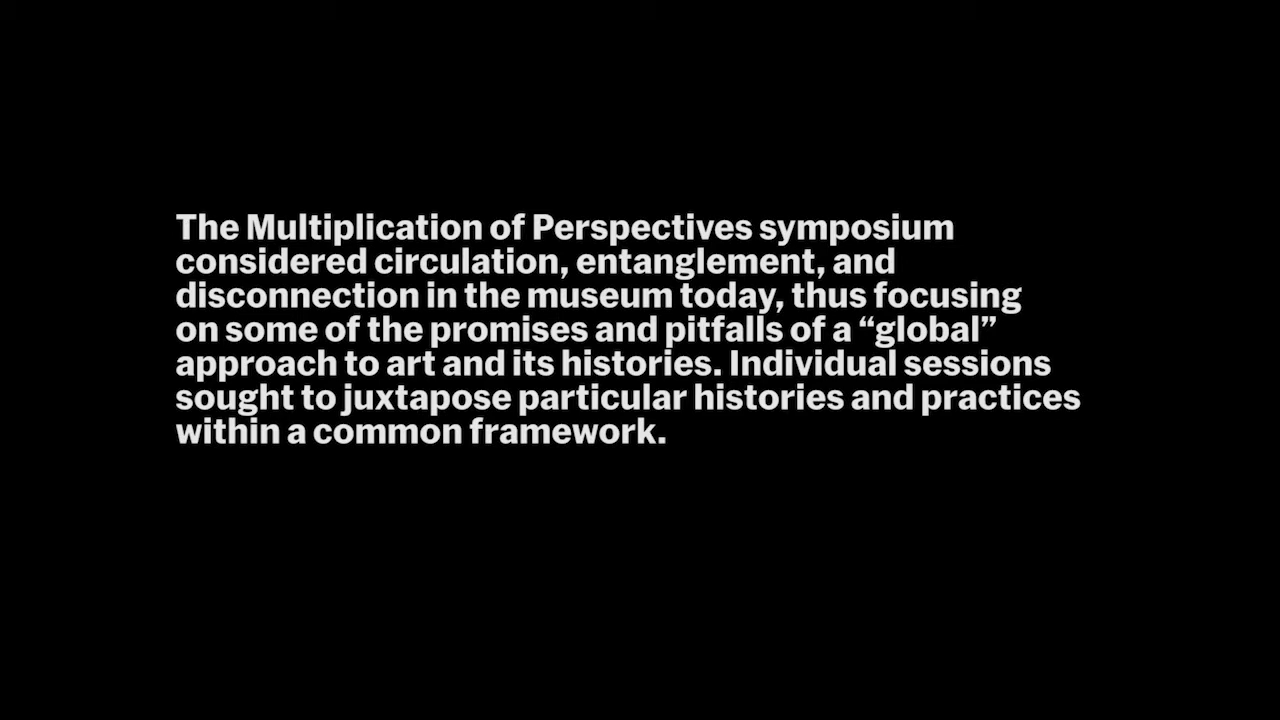 The Multiplication of Perspectives symposium
considered circulation, entanglement, and
disconnection in the museum today, thus focusing
on some of the promises and pitfalls of a “global”
approach to art and its histories. Individual sessions
sought to juxtapose particular histories and practices
within a common framework.